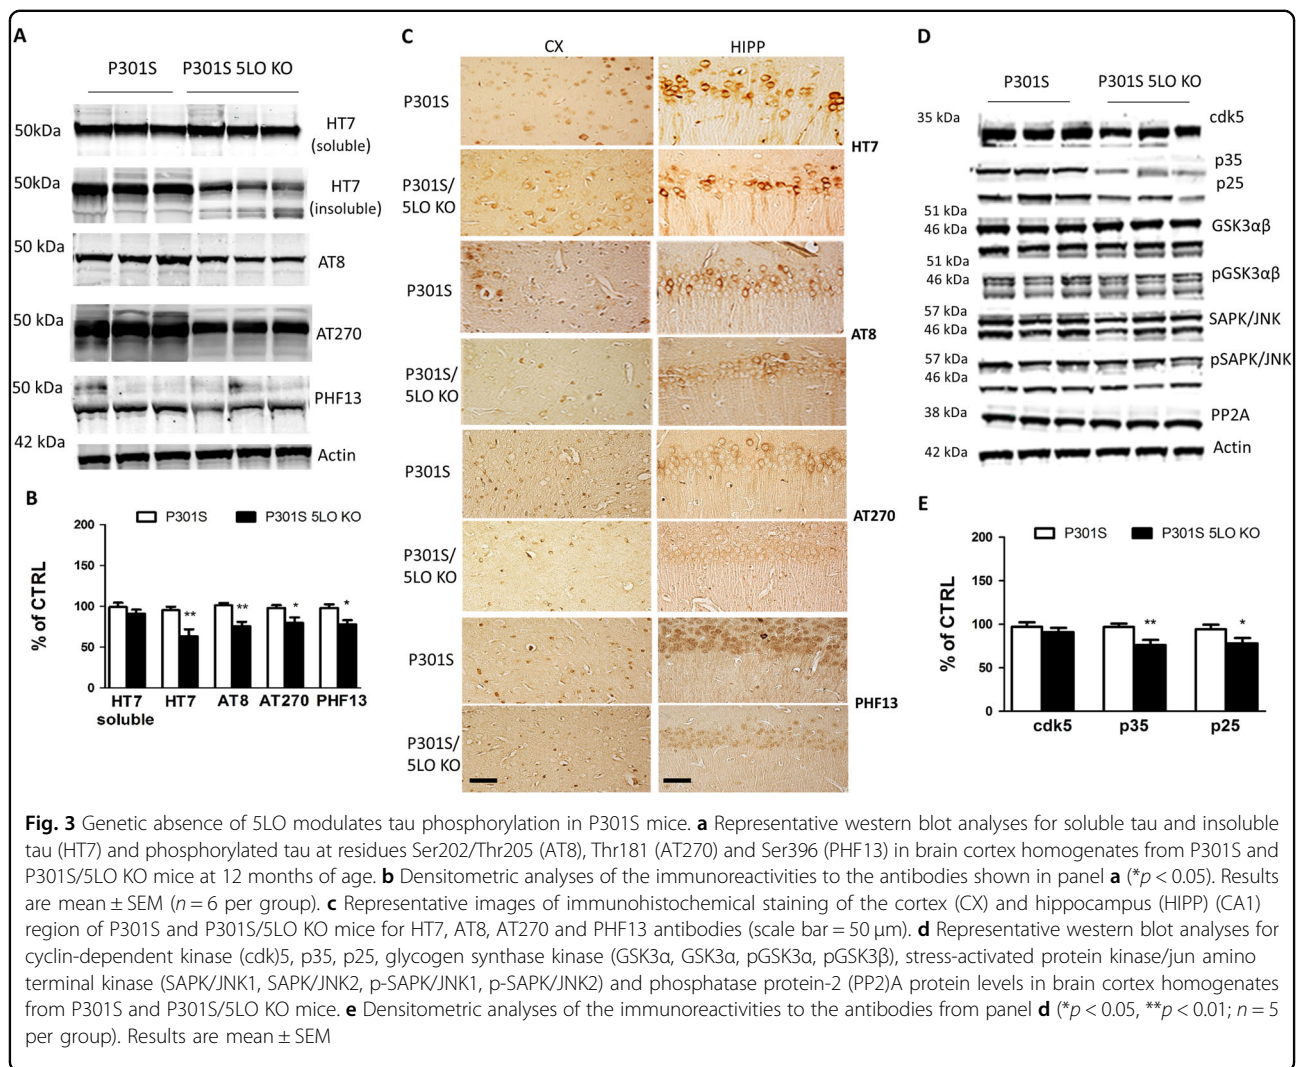 A
P301S P301S 5LO KO
50kDa HT7 (soluble)
50kDa HT7 (insoluble)
50 kDa AT8
50 kDa AT270
50 kDa PHF13
42 kDa Actin
B
P301S P301S 5LO KO
% of CTRL
200
150
100
50
0
** ** * *
HT7 soluble HT7 AT8 AT270 PHF13
C
CX HIPP
P301S
HT7
P301S/
5LO KO
P301S
AT8
P301S/
5LO KO
P301S
AT270
P301S/
5LO KO
P301S
PHF13
P301S/
5LO KO
D
P301S P301S 5LO KO
35 kDa cdk5
p35
p25
51 kDa
46 kDa GSK3αβ
51 kDa
46 kDa pGSK3αβ
57 kDa SAPK/JNK
46 kDa
57 kDa pSAPK/JNK
46 kDa
38 kDa PP2A
42 kDa Actin
E
P301S P301S 5LO KO
% of CTRL
200
150
100
50
0
** *
cdk5 p35 p25
Fig. 3 Genetic absence of 5LO modulates tau phosphorylation in P301S mice. a Representative western blot analyses for soluble tau and insoluble
tau (HT7) and phosphorylated tau at residues Ser202/Thr205 (AT8), Thr181 (AT270) and Ser396 (PHF13) in brain cortex homogenates from P301S and
P301S/5LO KO mice at 12 months of age. b Densitometric analyses of the immunoreactivities to the antibodies shown in panel a (*p < 0.05). Results
are mean ± SEM (n = 6 per group). c Representative images of immunohistochemical staining of the cortex (CX) and hippocampus (HIPP) (CA1)
region of P301S and P301S/5LO KO mice for HT7, AT8, AT270 and PHF13 antibodies (scale bar = 50 μm). d Representative western blot analyses for
cyclin-dependent kinase (cdk)5, p35, p25, glycogen synthase kinase (GSK3α, GSK3α, pGSK3α, pGSK3β), stress-activated protein kinase/jun amino
terminal kinase (SAPK/JNK1, SAPK/JNK2, p-SAPK/JNK1, p-SAPK/JNK2) and phosphatase protein-2 (PP2)A protein levels in brain cortex homogenates
from P301S and P301S/5LO KO mice. e Densitometric analyses of the immunoreactivities to the antibodies from panel d (*p < 0.05, **p < 0.01; n = 5
per group). Results are mean ± SEM